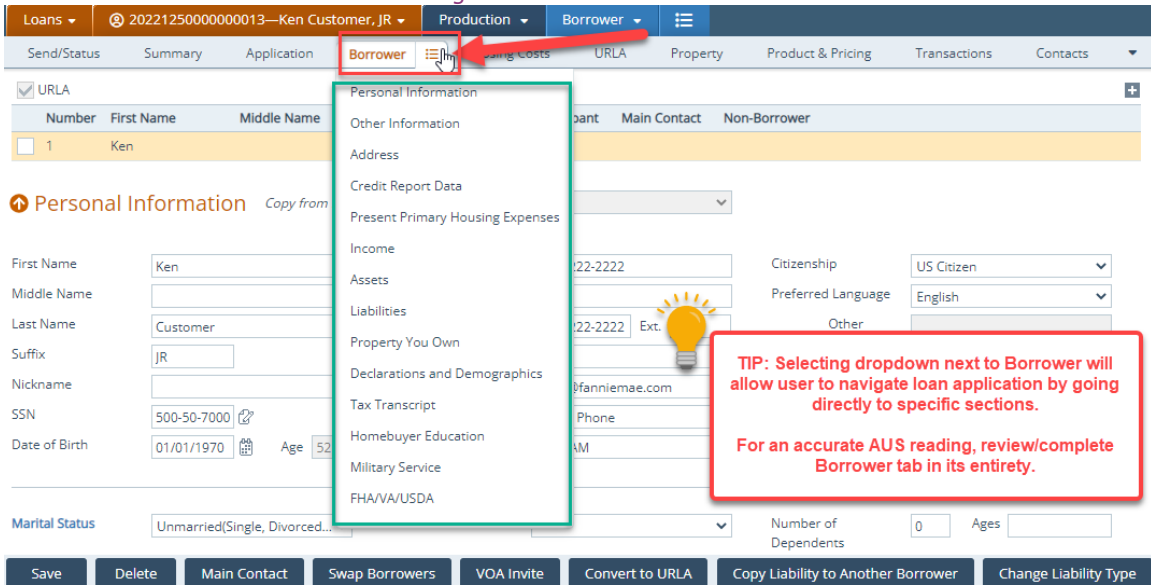 Loans 20221250000000013—Ken Customer, JR Production Borrower
Send/Status Summary Application Borrower Costs URLA Property Product & Pricing Transactions Contacts
URLA
Number First Name Middle Name Main Contact Non-Borrower
1 Ken
Personal Information Copy from
Personal Information
Other Information
Address
Credit Report Data
Present Primary Housing Expenses
Income
Assets
Liabilities
Property You Own
Declarations and Demographics
Tax Transcript
Homebuyer Education
Military Service
FHA/VA/USDA
First Name Ken 222-2222 Citizenship US Citizen
Middle Name Preferred Language English
Last Name Customer 222-2222 Ext. Other
Suffix JR
Nickname @fanniemae.com
SSN 500-50-7000 Phone
Date of Birth 01/01/1970 Age 52 AM
TIP: Selecting dropdown next to Borrower will
allow user to navigate loan application by going
directly to specific sections.
For an accurate AUS reading, review/complete
Borrower tab in its entirety.
Marital Status Unmarried(Single, Divorced... Number of 0 Ages
Dependents
Save Delete Main Contact Swap Borrowers VOA Invite Convert to URLA Copy Liability to Another Borrower Change Liability Type